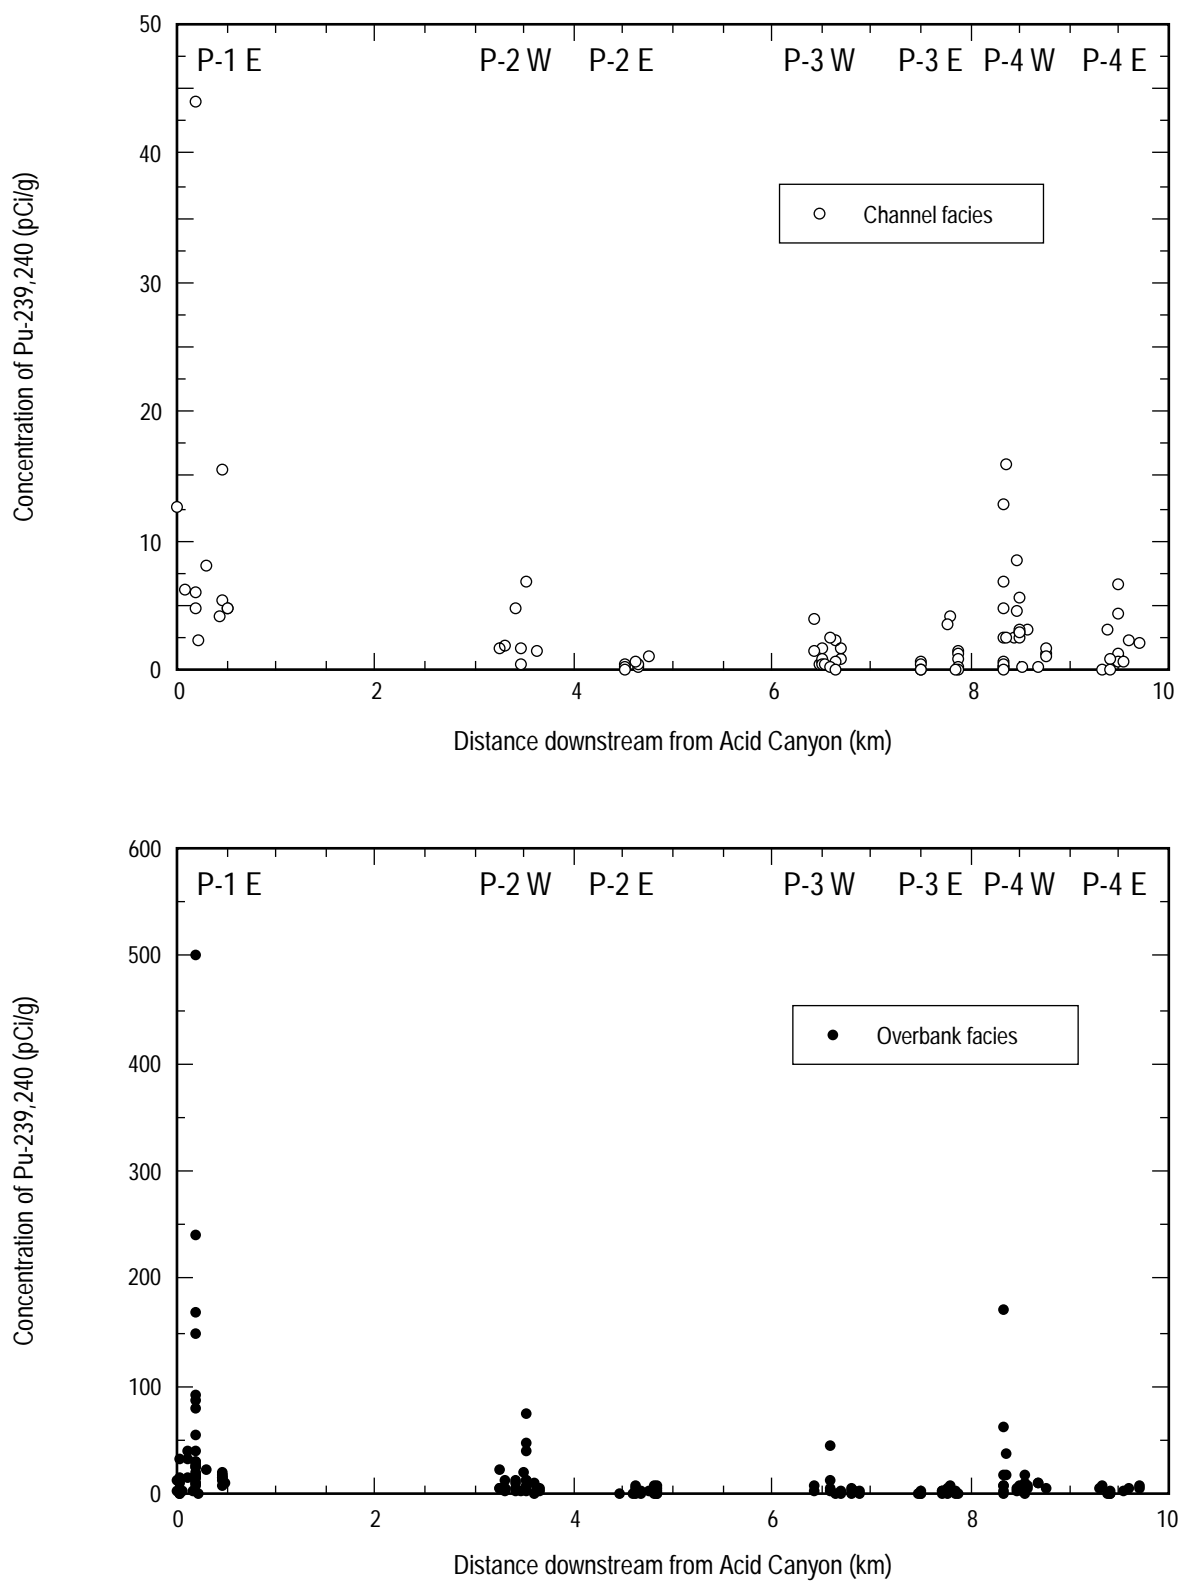 50
P-1 E P-2 W P-2 E P-3 W P-3 E P-4 W P-4 E
40
Channel facies
30
20
10
0
0 2 4 6 8 10
Concentration of Pu-239,240 (pCi/g)
Distance downstream from Acid Canyon (km)
600
P-1 E P-2 W P-2 E P-3 W P-3 E P-4 W P-4 E
500
Overbank facies
400
300
200
100
0
0 2 4 6 8 10
Concentration of Pu-239,240 (pCi/g)
Distance downstream from Acid Canyon (km)